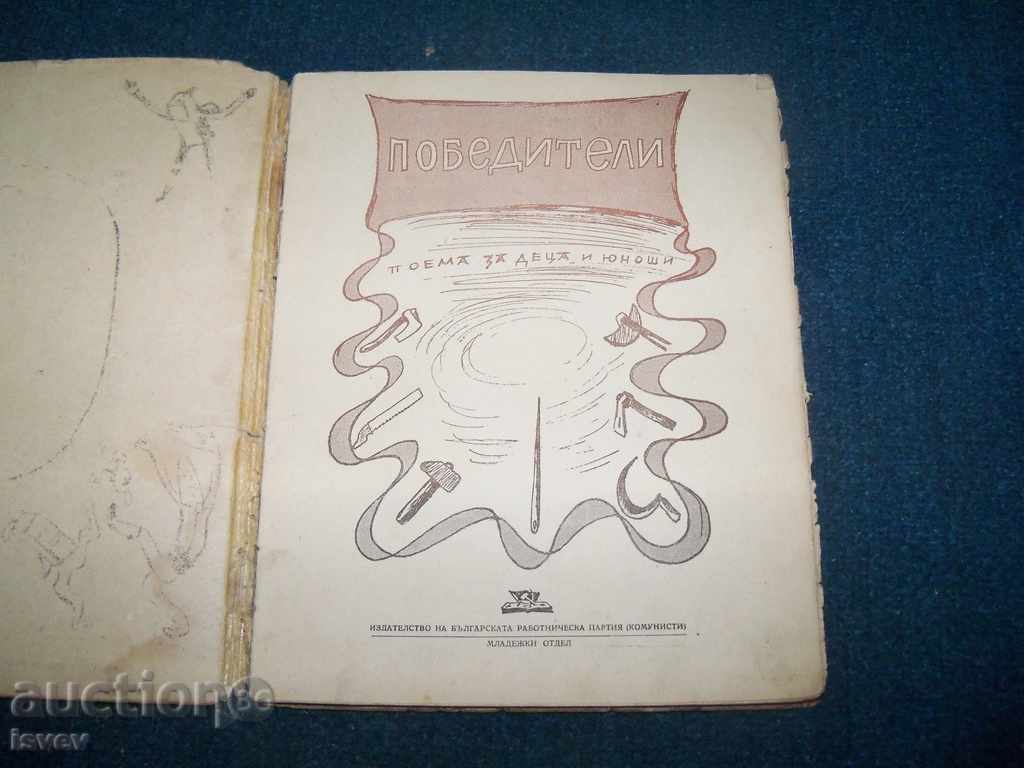 ПОБЕДИТЕЛИ
ПОЕМА ЗА ДЕЦА И ЮНОШИ
ИЗДАТЕЛСТВО НА БЪЛГАРСКАТА РАБОТНИЧЕСКА ПАРТИЯ (КОМУНИСТИ)
МЛАДЕЖКИ ОТДЕЛ
auction.bg
isvev